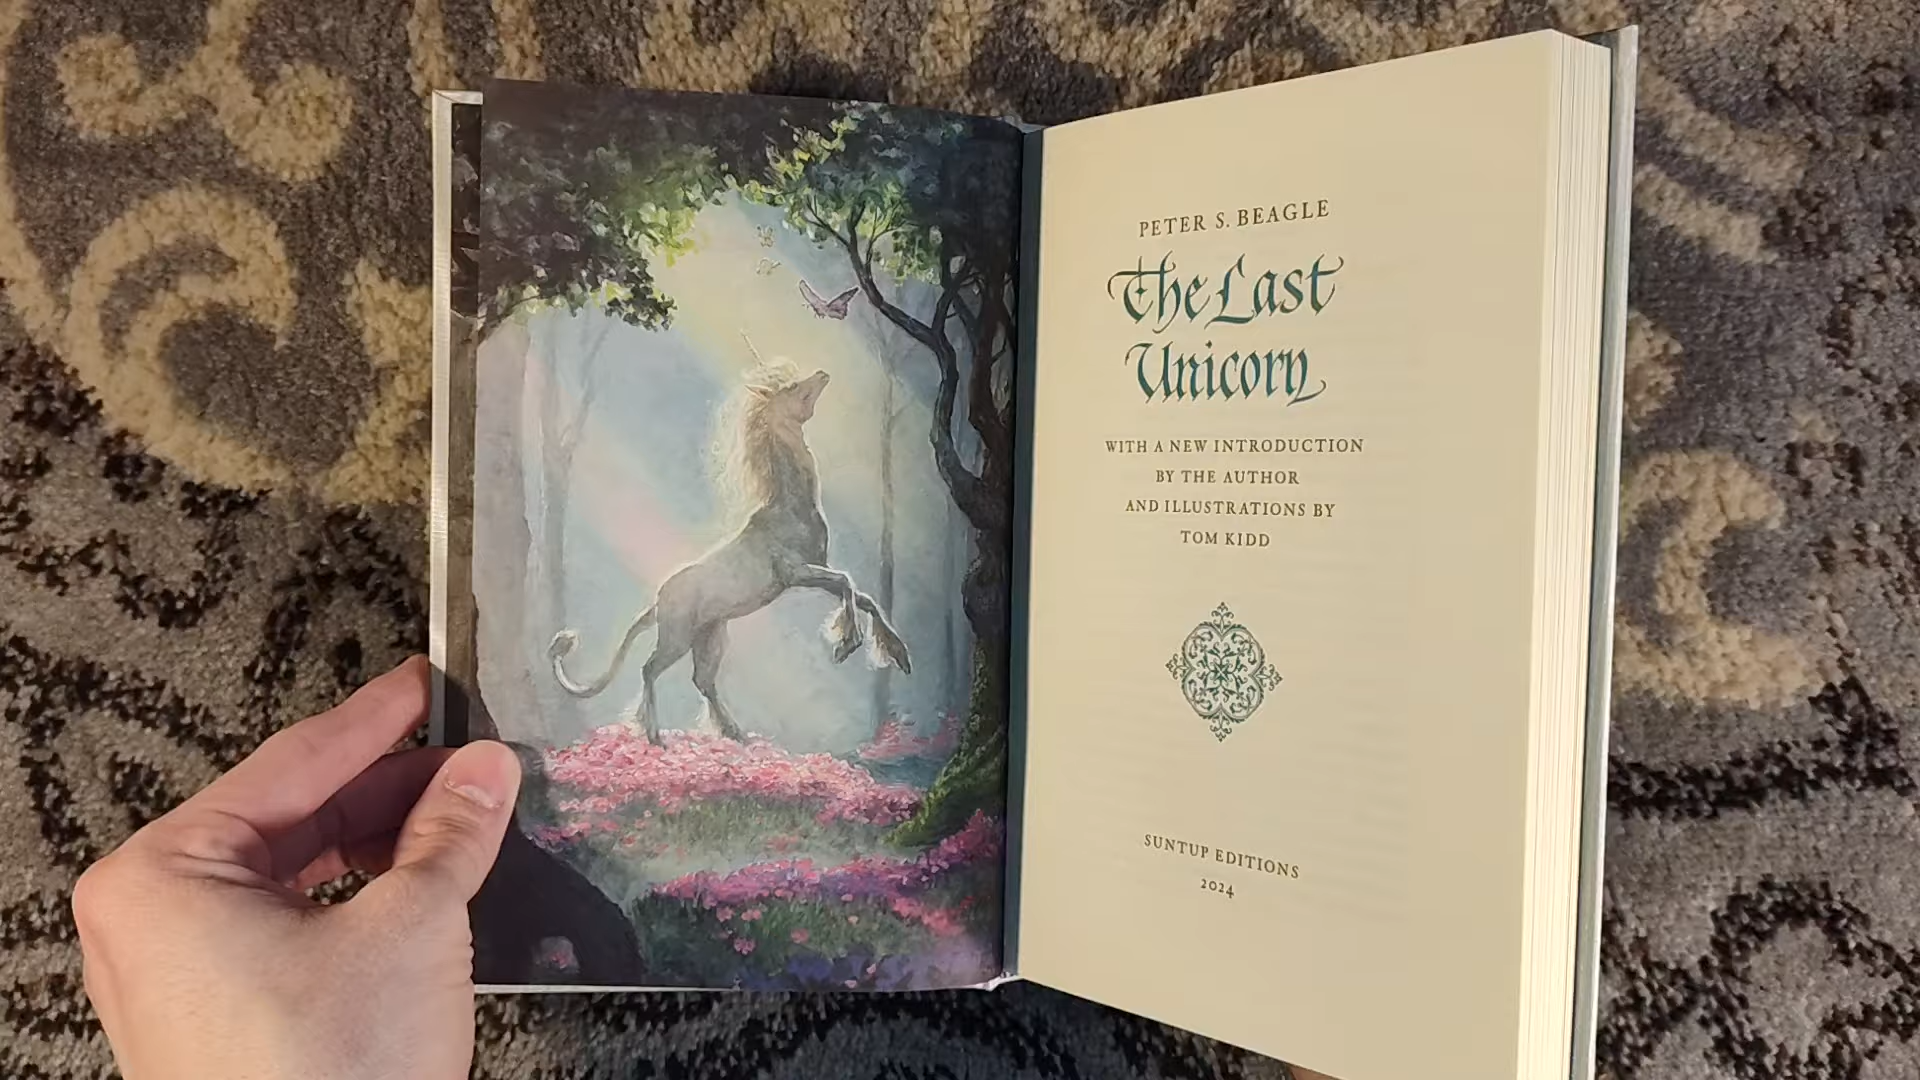 PETER S. BEAGLE
The Last
Unicorn
WITH A NEW INTRODUCTION
BY THE AUTHOR
AND ILLUSTRATIONS BY
TOM KIDD
SUNTUP EDITIONS
2024